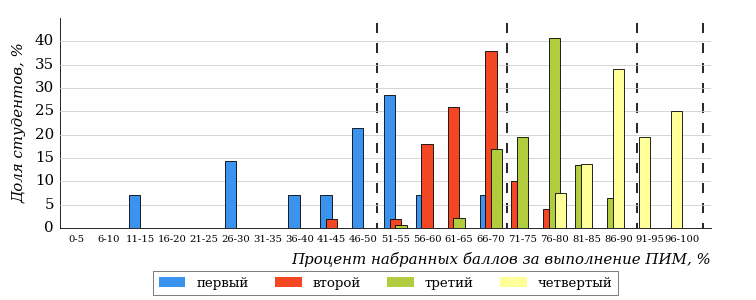 Доля студентов, %
40
35
30
25
20
15
10
5
0
0-5 6-10 11-15 16-20 21-25 26-30 31-35 36-40 41-45 46-50 51-55 56-60 61-65 66-70 71-75 76-80 81-85 86-90 91-95 96-100
Процент набранных баллов за выполнение ПИМ, %
первый второй третий четвертый